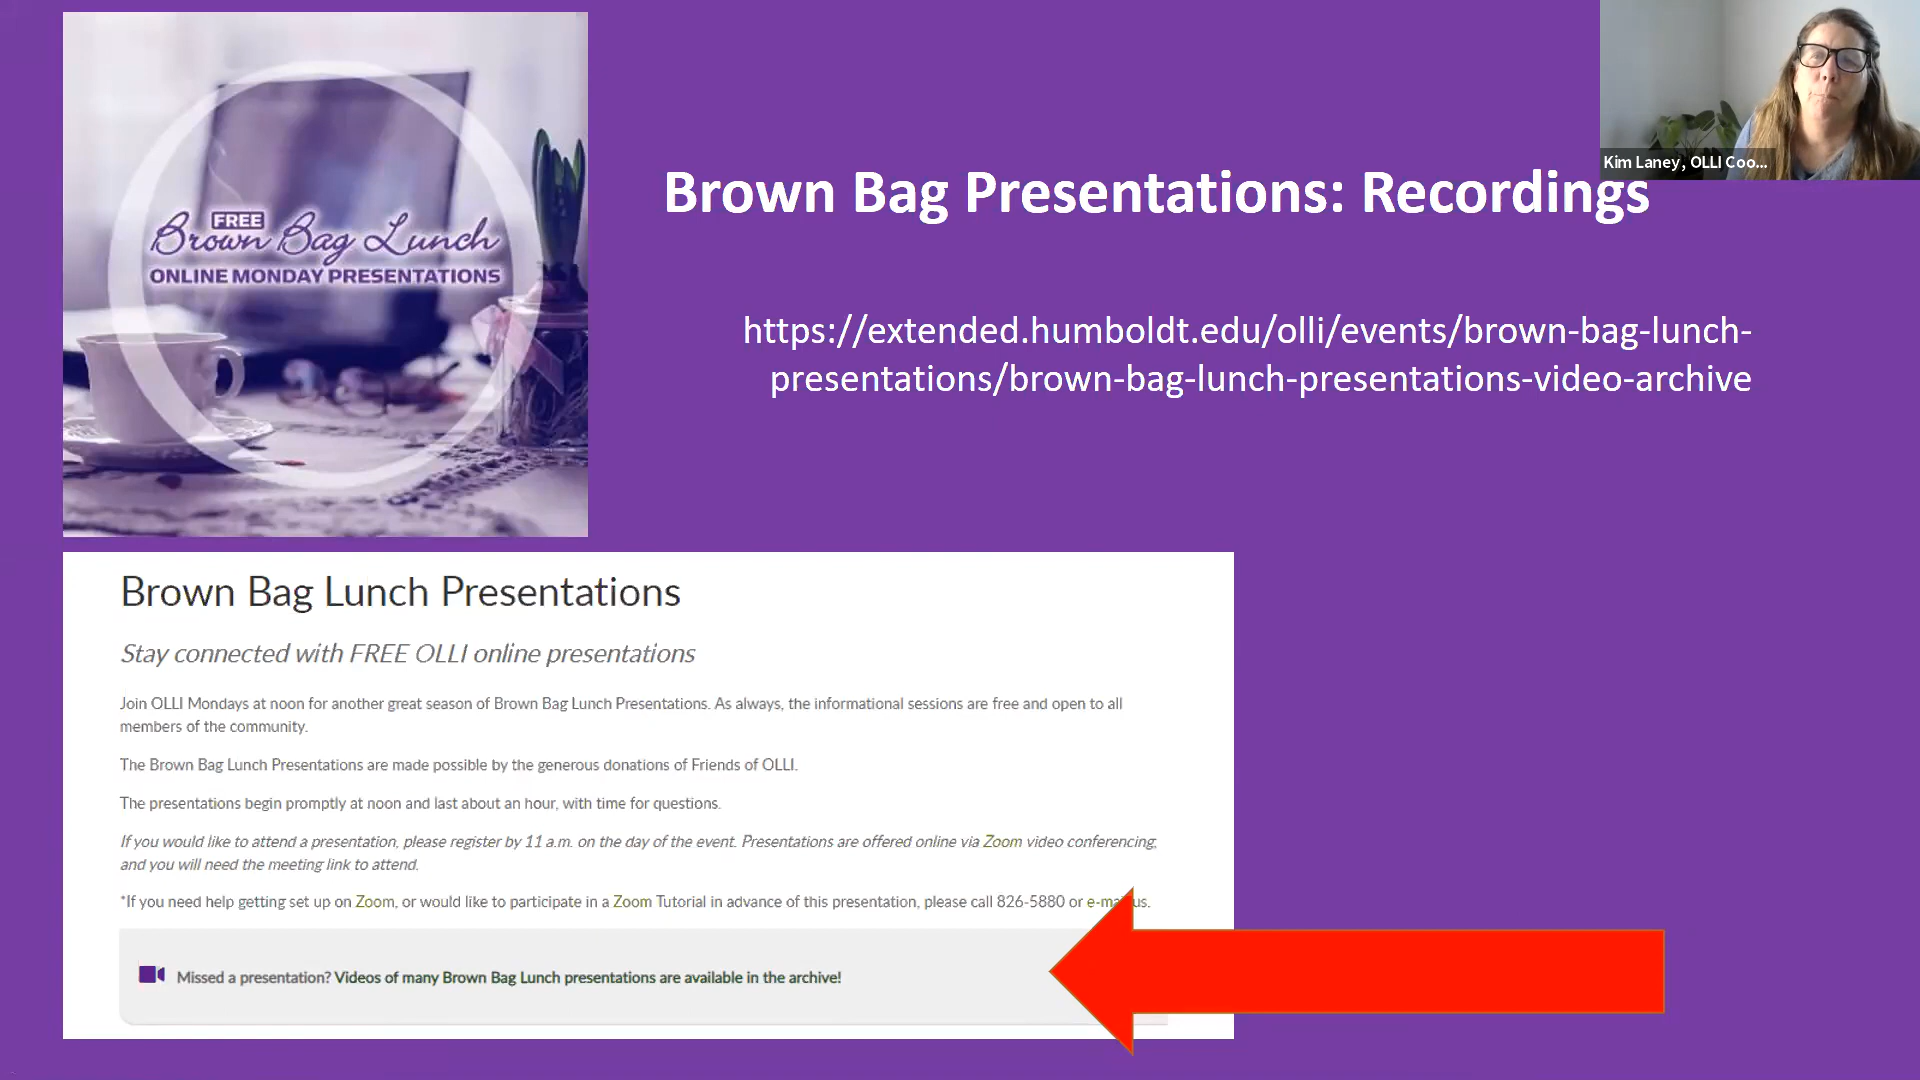 FREE
Brown Bag Lunch
ONLINE MONDAY PRESENTATIONS
Kim Laney, OLLI Coo...
Brown Bag Presentations: Recordings
https://extended.humboldt.edu/olli/events/brown-bag-lunch-
presentations/brown-bag-lunch-presentations-video-archive
Brown Bag Lunch Presentations
Stay connected with FREE OLLI online presentations
Join OLLI Mondays at noon for another great season of Brown Bag Lunch Presentations. As always, the informational sessions are free and open to all
members of the community.
The Brown Bag Lunch Presentations are made possible by the generous donations of Friends of OLLI.
The presentations begin promptly at noon and last about an hour, with time for questions.
If you would like to attend a presentation, please register by 11 a.m. on the day of the event. Presentations are offered online via Zoom video conferencing,
and you will need the meeting link to attend.
*If you need help getting set up on Zoom, or would like to participate in a Zoom Tutorial in advance of this presentation, please call 826-5880 or us.
Missed a presentation? Videos of many Brown Bag Lunch presentations are available in the archive!